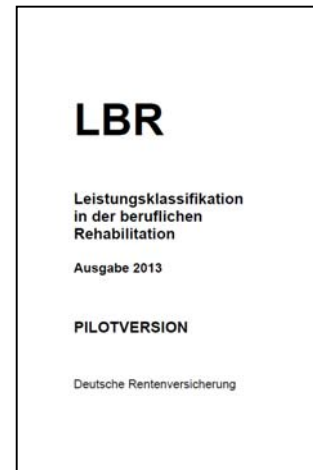 LBR
Leistungsklassifikation
in der beruflichen
Rehabilitation
Ausgabe 2013
PILOTVERSION
Deutsche Rentenversicherung